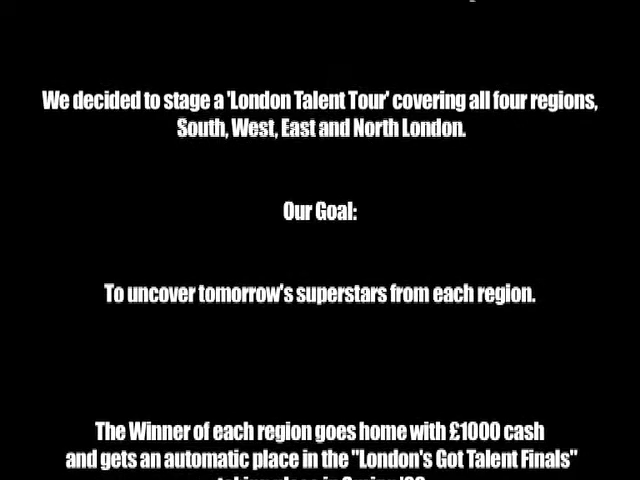 We decided to stage a 'London Talent Tour' covering all four regions,
South, West, East and North London.
Our Goal:
To uncover tomorrow's superstars from each region.
The Winner of each region goes home with £1000 cash
and gets an automatic place in the "London's Got Talent Finals"